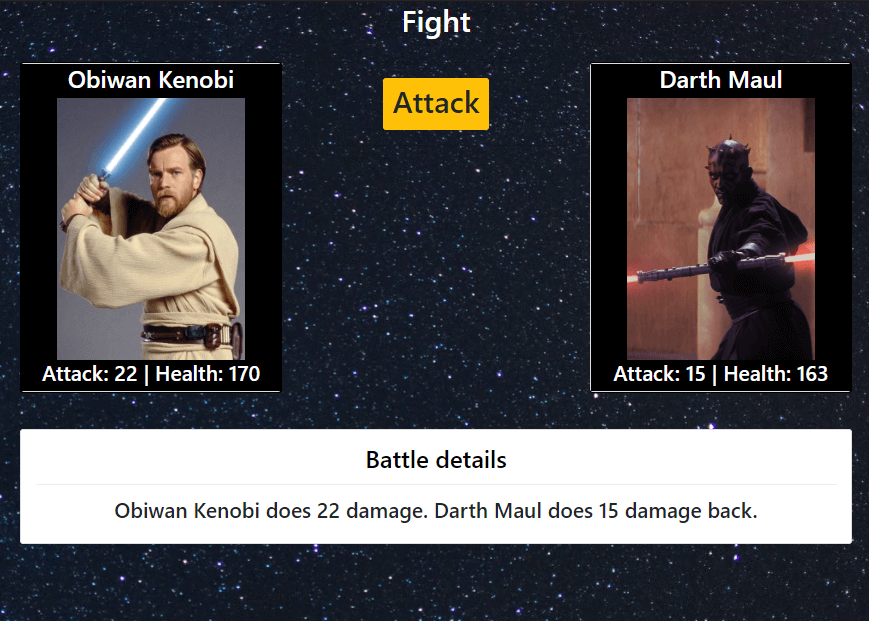 Fight
Obiwan Kenobi
Attack
Darth Maul
Attack: 22 | Health: 170
Attack: 15 | Health: 163
Battle details
Obiwan Kenobi does 22 damage. Darth Maul does 15 damage back.